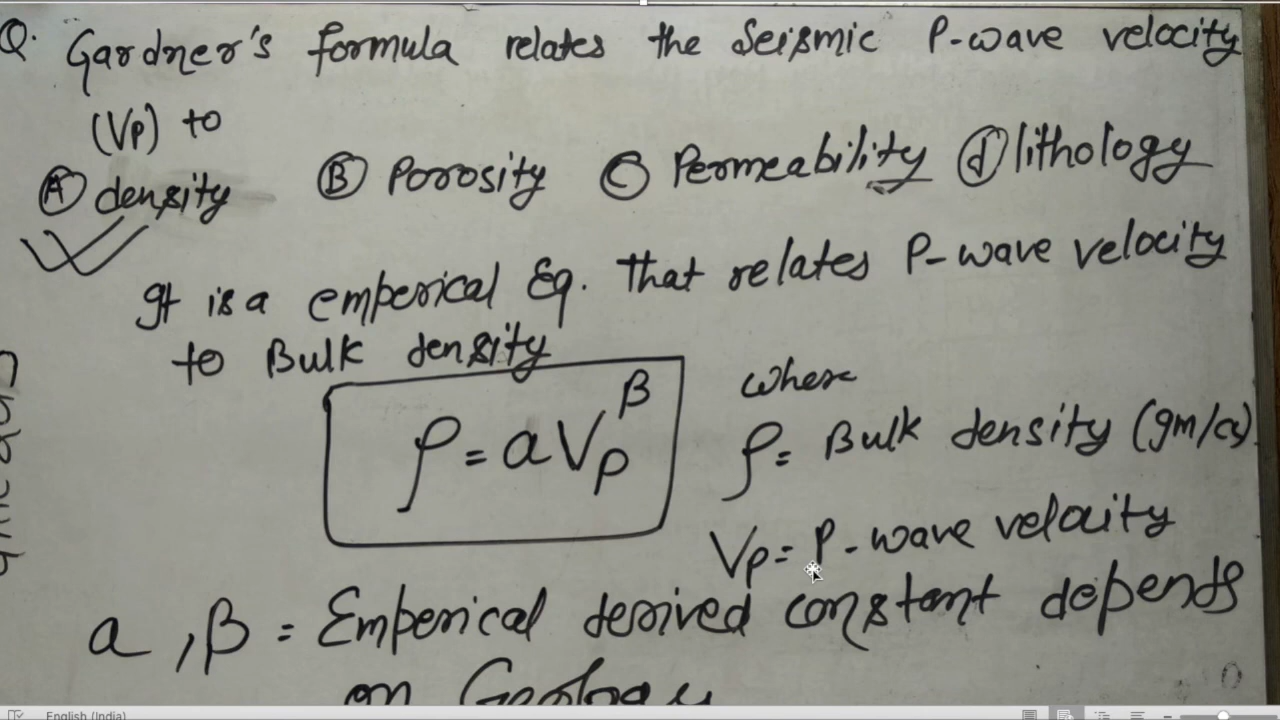 Q. Gardner's formula relates the Seismic P-wave velocity
(Vp) to
(A) density (B) Porosity (C) Permeability (d) lithology
It is a emperical Eq. That relates P-wave velocity
to Bulk density
ρ = aVp^β
where
ρ = Bulk density (gm/cc)
Vp = P-wave velocity
a, β = Emperical derived constant depends
on Geology
English (India)